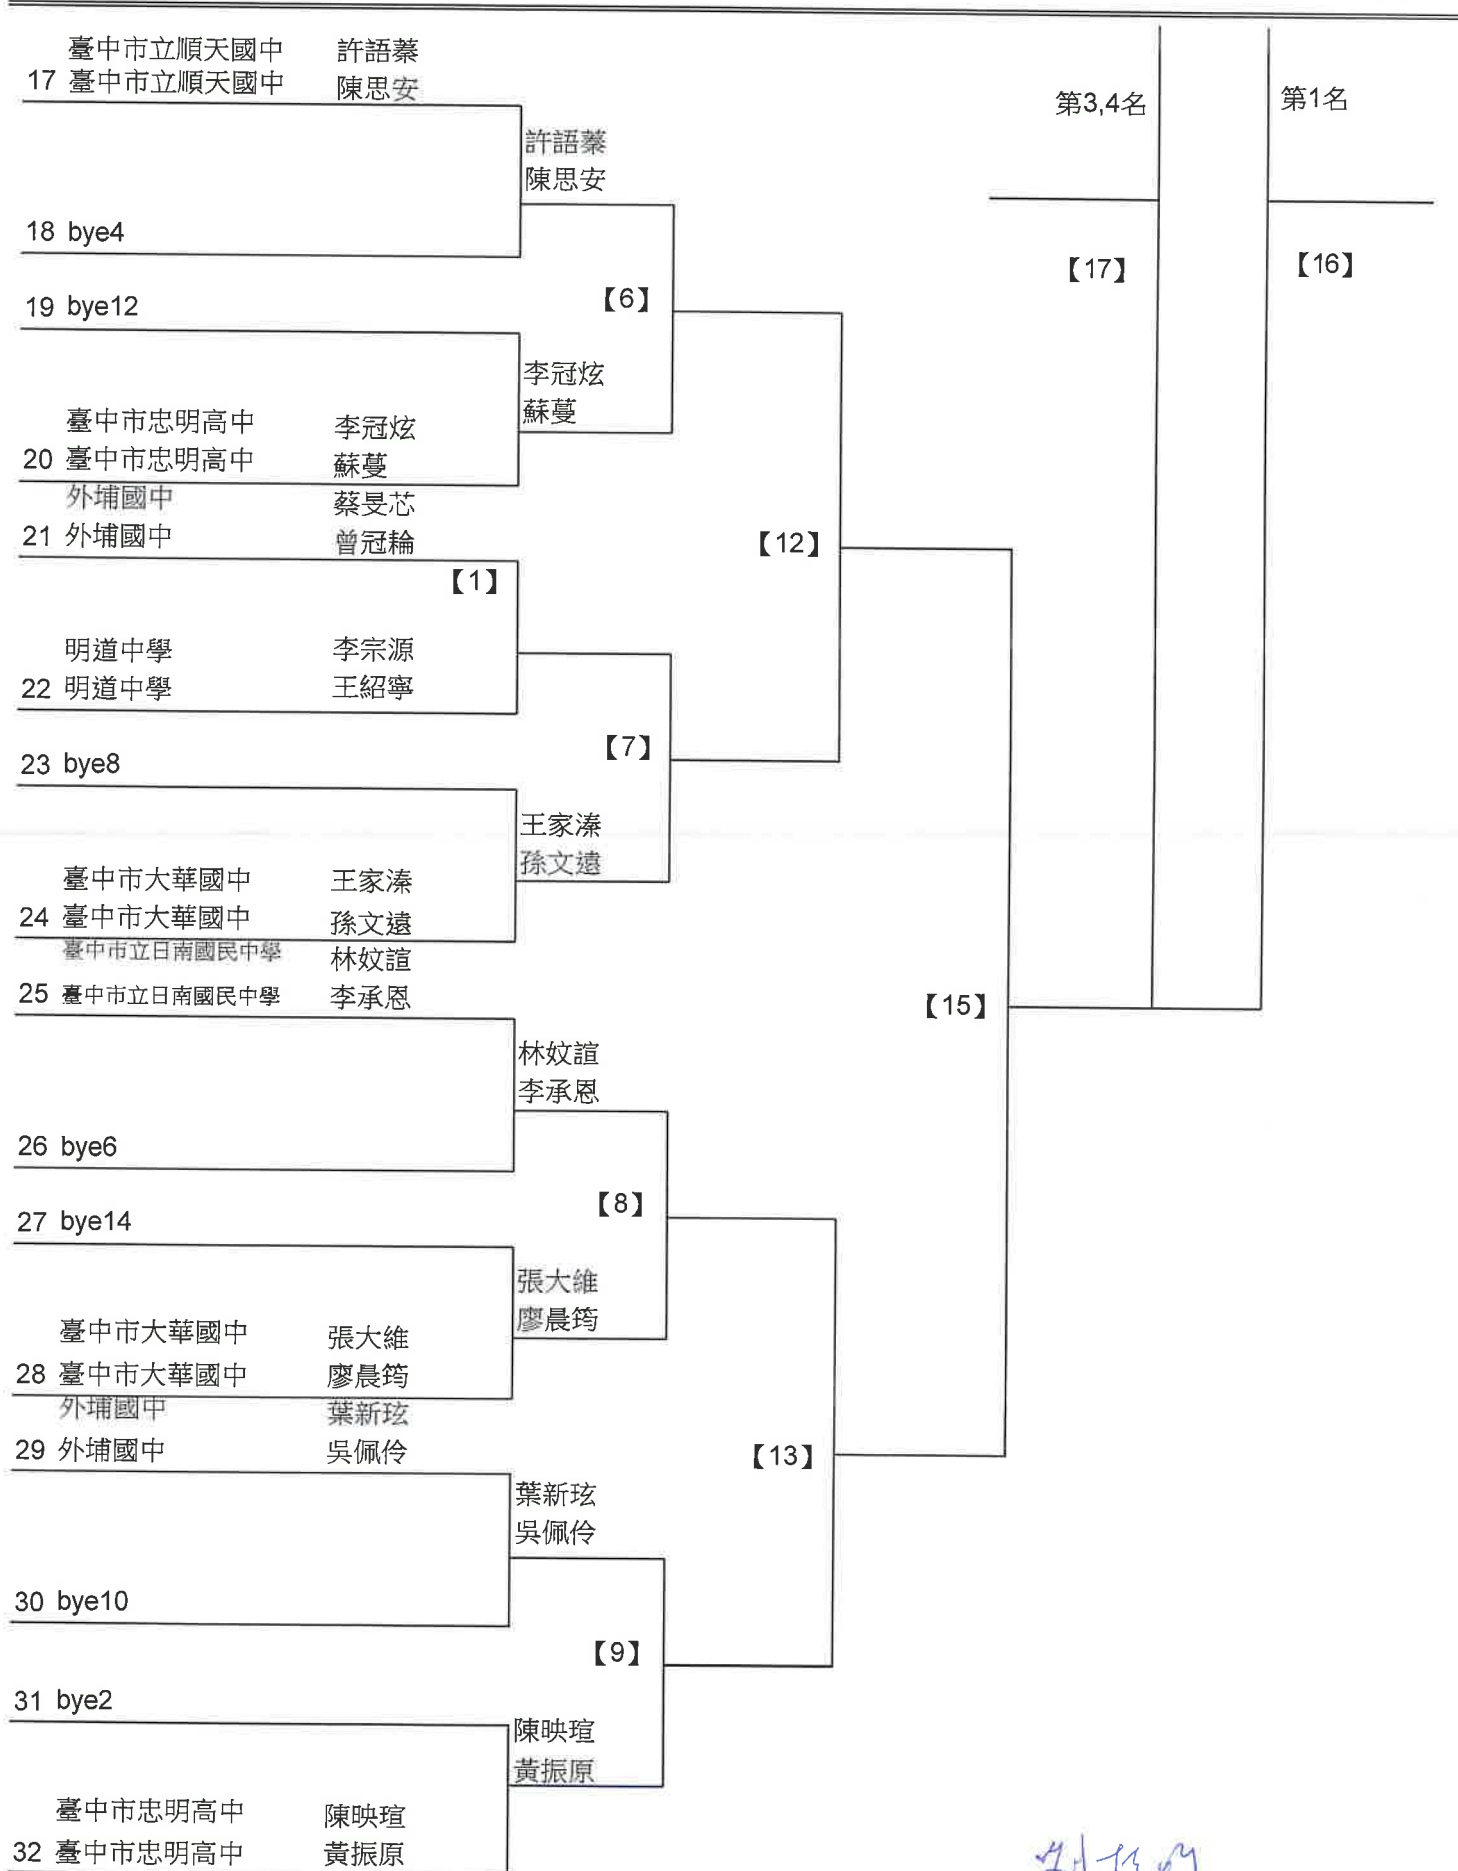 臺中市立順天國中 許語蓁
17 臺中市立順天國中 陳思安
第3,4名 第1名
許語蓁
陳思安
18 bye4
【17】 【16】
19 bye12
【6】
李冠炫
蘇蔓
臺中市忠明高中 李冠炫
20 臺中市忠明高中 蘇蔓
外埔國中 蔡旻芯
21 外埔國中 曾冠耣
【12】
【1】
明道中學 李宗源
22 明道中學 王紹寧
【7】
23 bye8
王家溱
孫文遠
臺中市大華國中 王家溱
24 臺中市大華國中 孫文遠
臺中市立日南國民中學 林妏諠
25 臺中市立日南國民中學 李承恩
【15】
林妏諠
李承恩
26 bye6
【8】
27 bye14
張大維
廖晨筠
臺中市大華國中 張大維
28 臺中市大華國中 廖晨筠
外埔國中 葉新玹
29 外埔國中 吳佩伶
【13】
葉新玹
吳佩伶
30 bye10
【9】
31 bye2
陳映瑄
黃振原
臺中市忠明高中 陳映瑄
32 臺中市忠明高中 黃振原